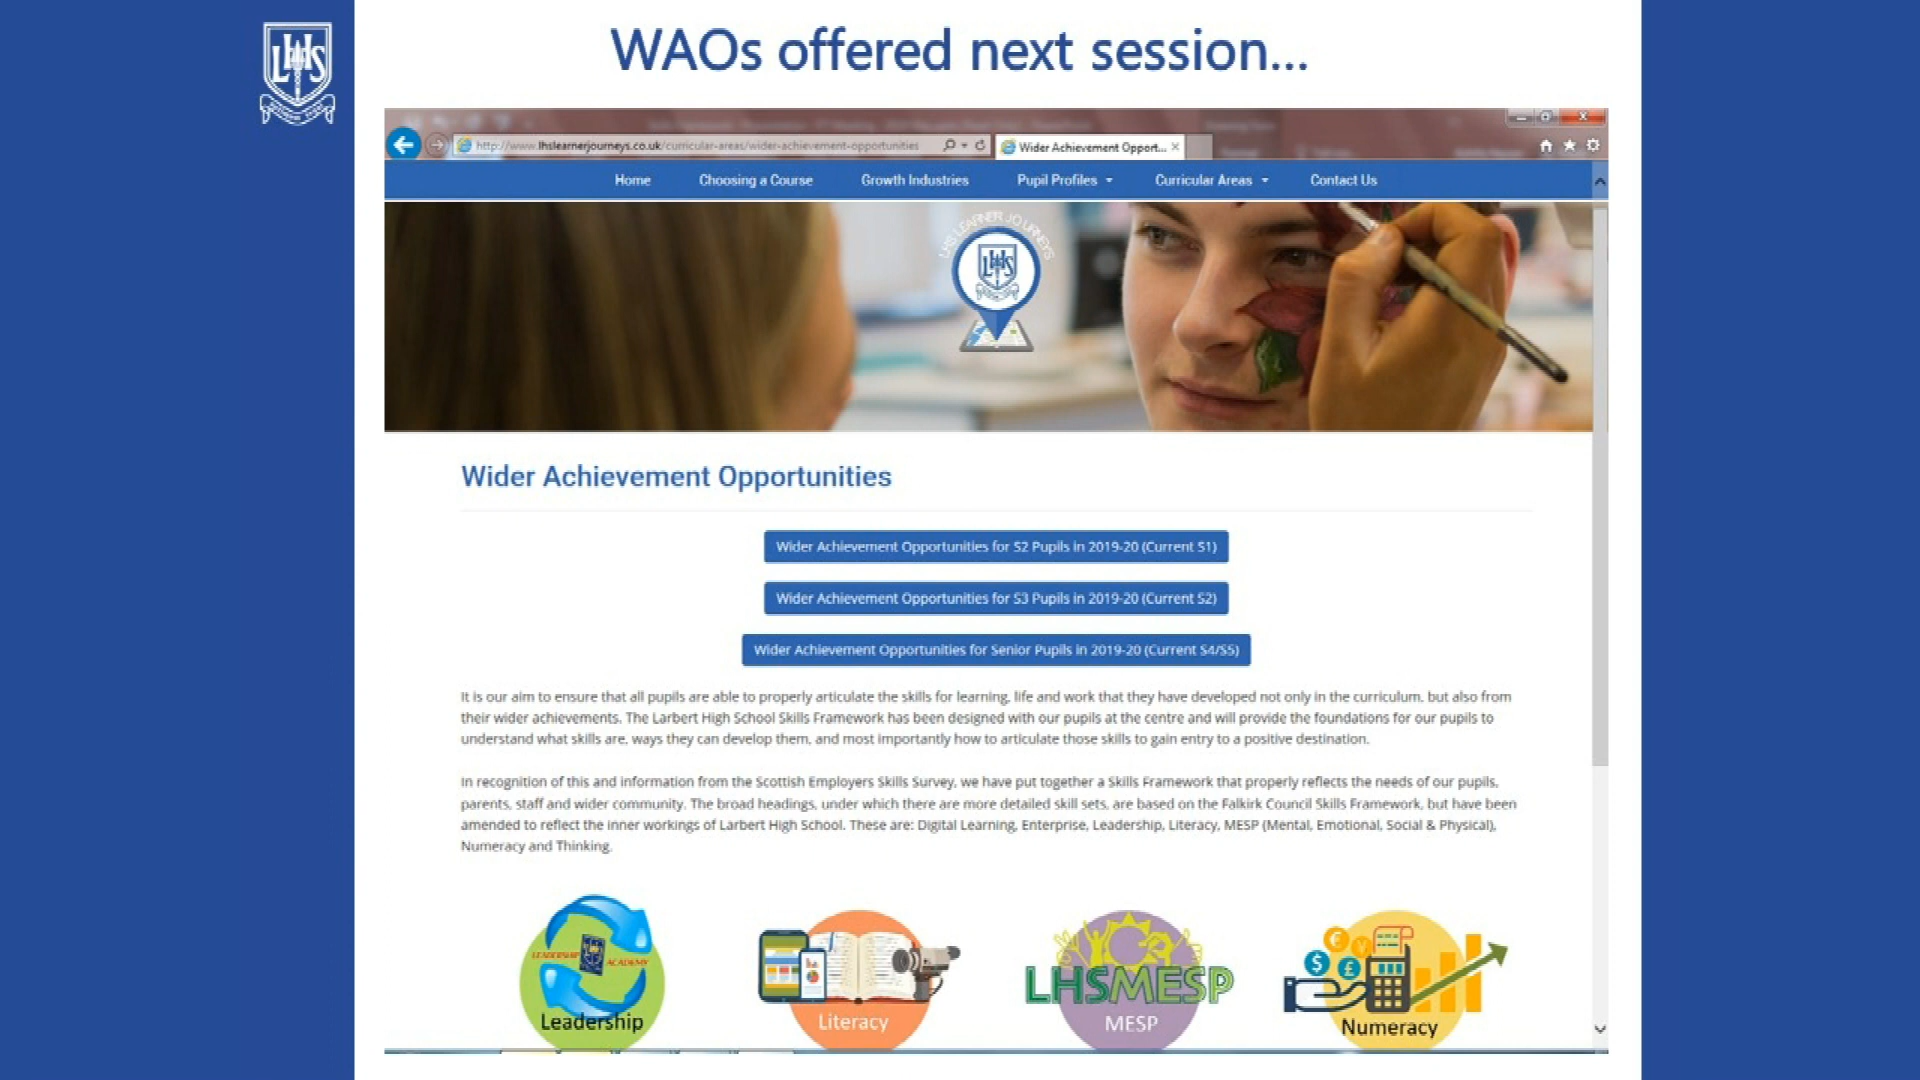 LHS
WAOs offered next session...
http://www.lhslearnerjourneys.co.uk/curricular-areas/wider-achievement-opportunities
Wider Achievement Opport...
Home Choosing a Course Growth Industries Pupil Profiles Curricular Areas Contact Us
LHS LEARNER JOURNEYS
LHS
Wider Achievement Opportunities
Wider Achievement Opportunities for S2 Pupils in 2019-20 (Current S1)
Wider Achievement Opportunities for S3 Pupils in 2019-20 (Current S2)
Wider Achievement Opportunities for Senior Pupils in 2019-20 (Current S4/S5)
It is our aim to ensure that all pupils are able to properly articulate the skills for learning, life and work that they have developed not only in the curriculum, but also from
their wider achievements. The Larbert High School Skills Framework has been designed with our pupils at the centre and will provide the foundations for our pupils to
understand what skills are, ways they can develop them, and most importantly how to articulate those skills to gain entry to a positive destination.
In recognition of this and information from the Scottish Employers Skills Survey, we have put together a Skills Framework that properly reflects the needs of our pupils,
parents, staff and wider community. The broad headings, under which there are more detailed skill sets, are based on the Falkirk Council Skills Framework, but have been
amended to reflect the inner workings of Larbert High School. These are: Digital Learning, Enterprise, Leadership, Literacy, MESP (Mental, Emotional, Social & Physical),
Numeracy and Thinking.
LEADERSHIP ACADEMY
Leadership
Literacy
LHSMESP
MESP
Numeracy